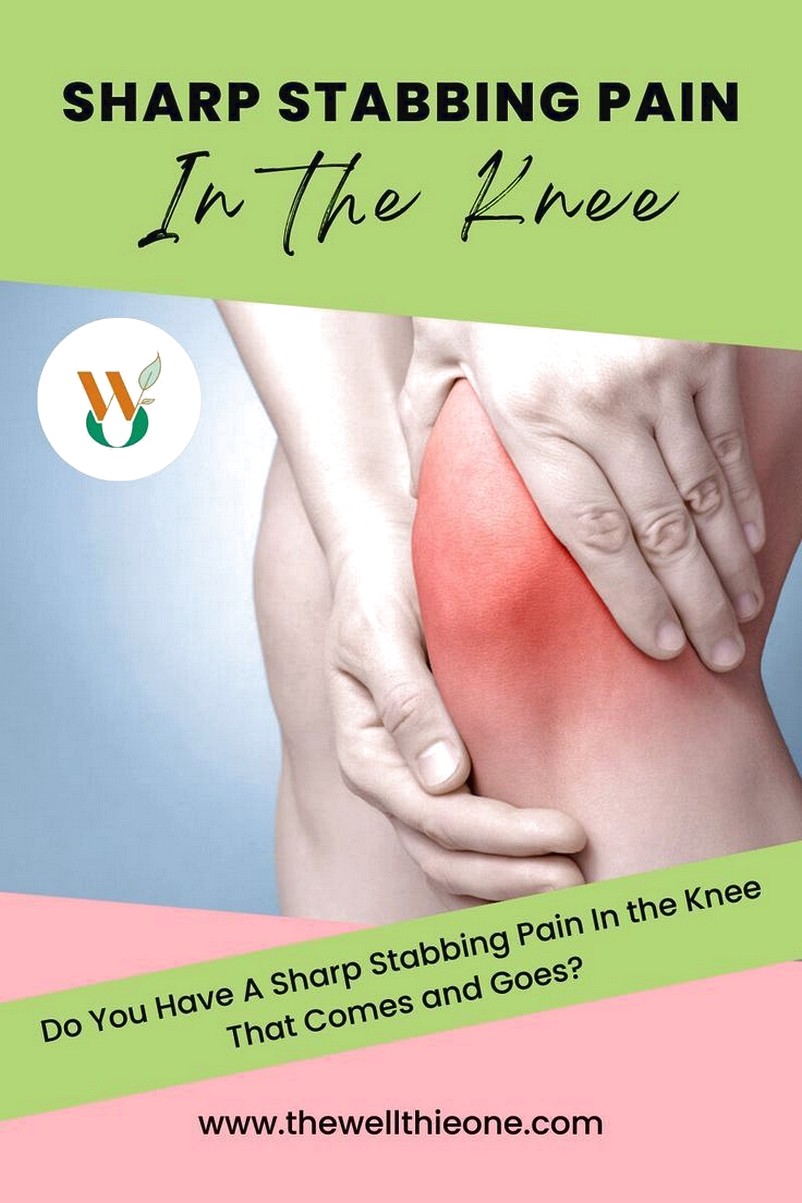 SHARP STABBING PAIN
In The Knee
WO
Do You Have A Sharp Stabbing Pain In the Knee
That Comes and Goes?
www.thewellthieone.com